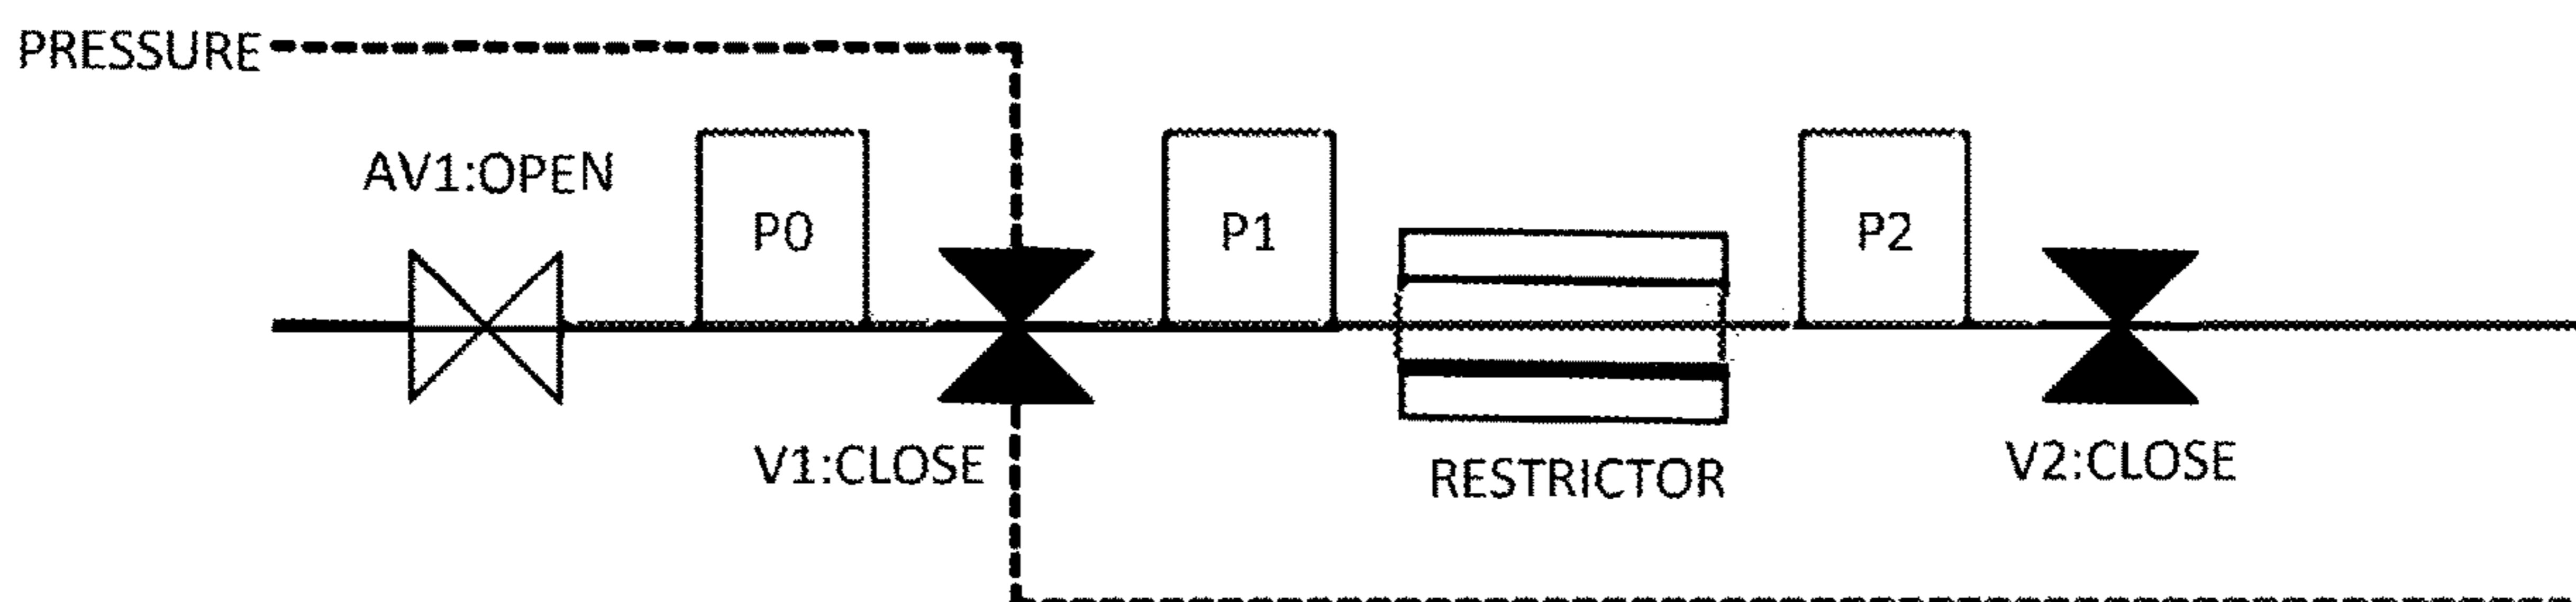 PRESSURE
AV1:OPEN
P0
P1
P2
V1:CLOSE
RESTRICTOR
V2:CLOSE